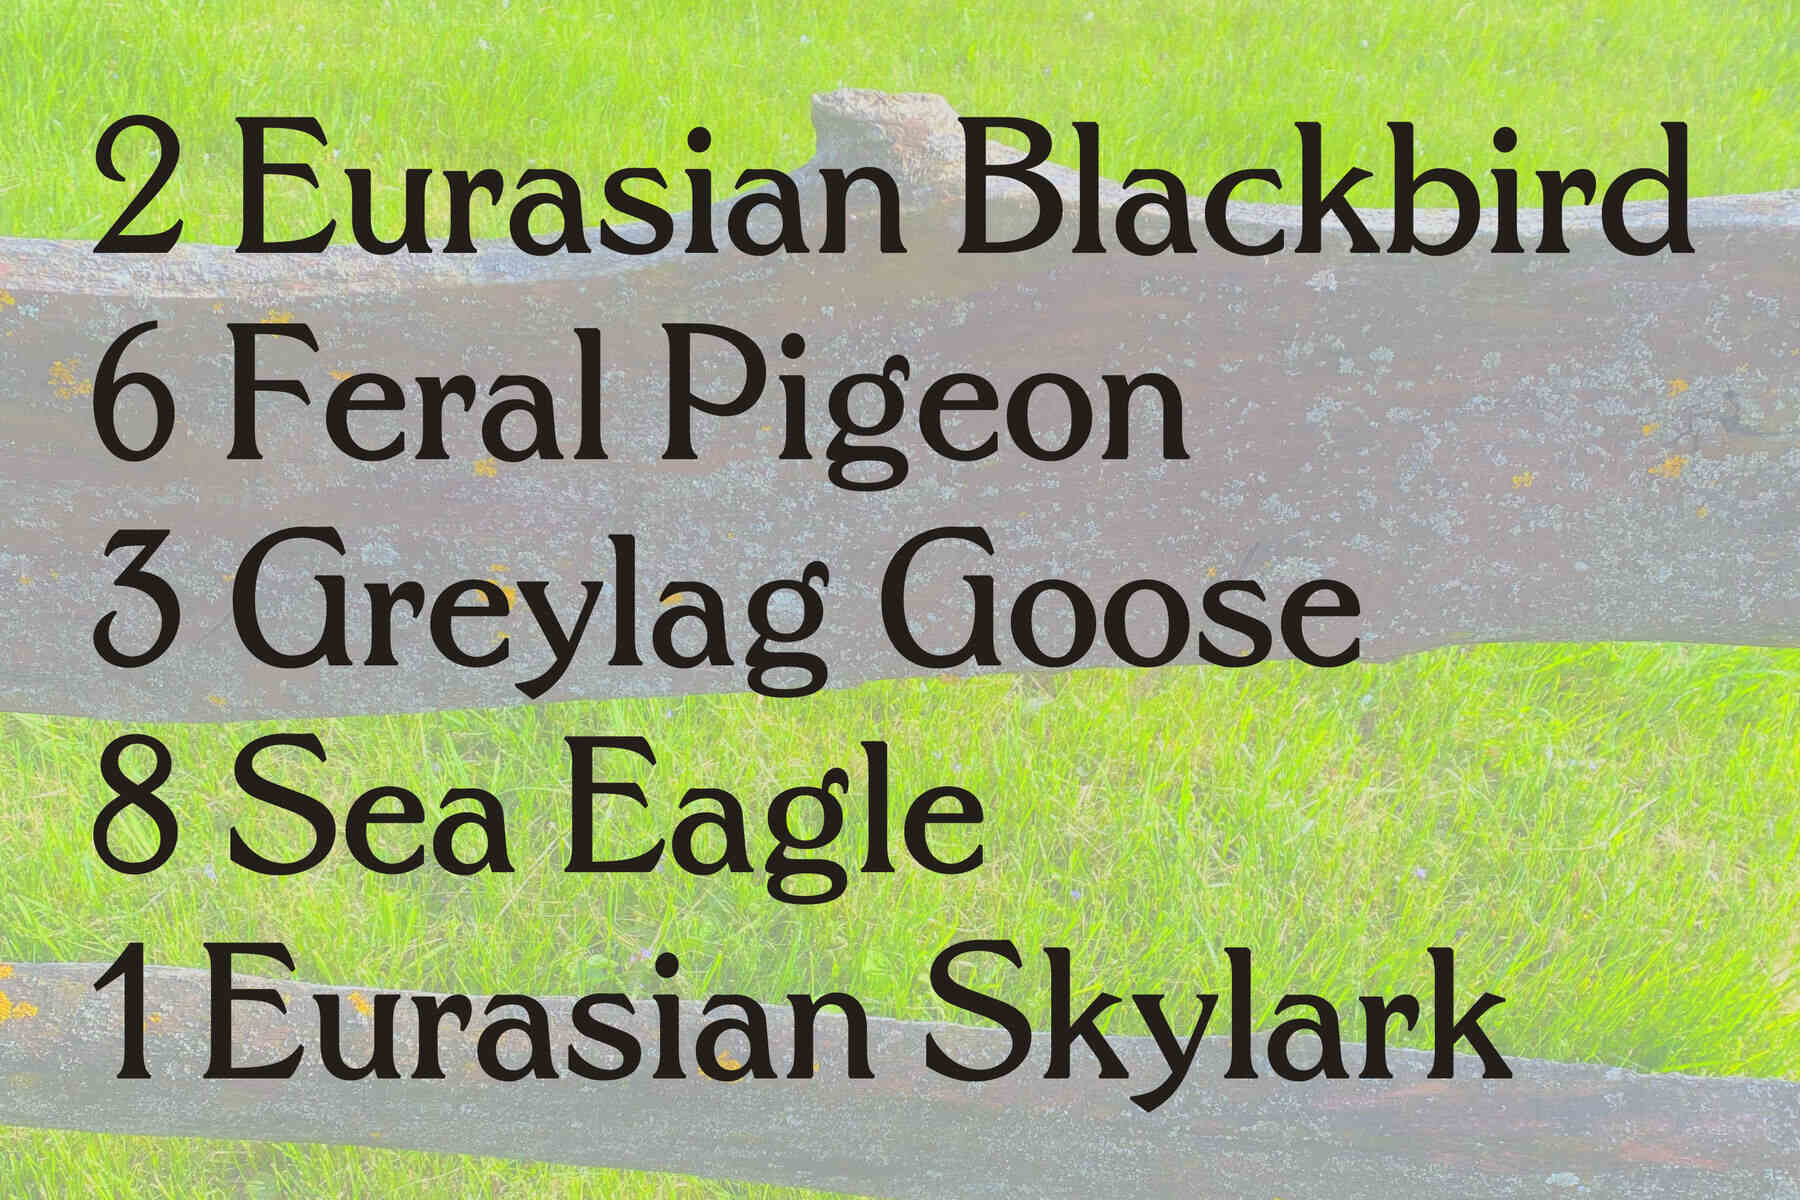 2 Eurasian Blackbird
6 Feral Pigeon
3 Greylag Goose
8 Sea Eagle
1 Eurasian Skylark